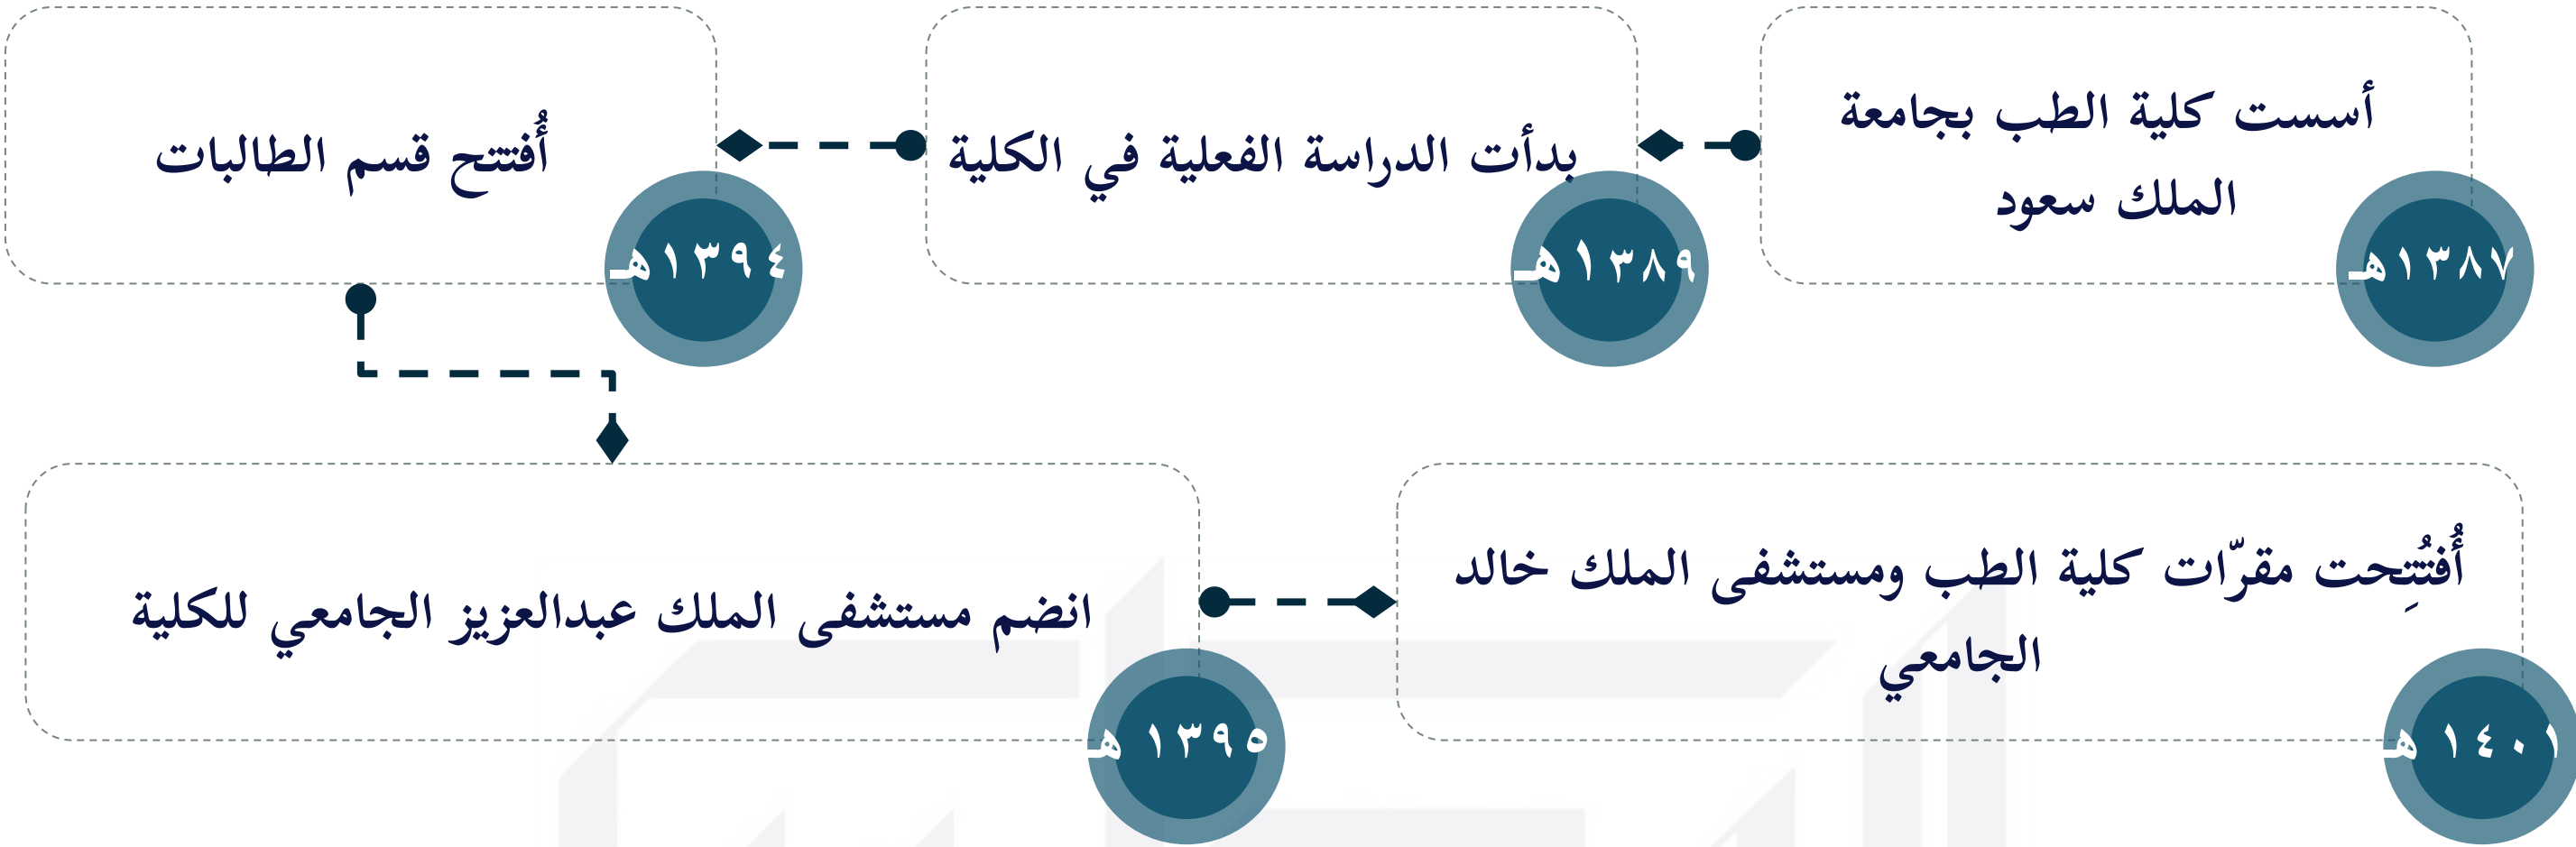 أسست كلية الطب بجامعة
الملك سعود
١٣٨٧هـ
بدأت الدراسة الفعلية في الكلية
١٣٨٩هـ
أُفتتح قسم الطالبات
١٣٩٤هـ
انضم مستشفى الملك عبدالعزيز الجامعي للكلية
١٣٩٥ هـ
أُفتُتِحت مقرّات كلية الطب ومستشفى الملك خالد
الجامعي
١٤٠١ هـ